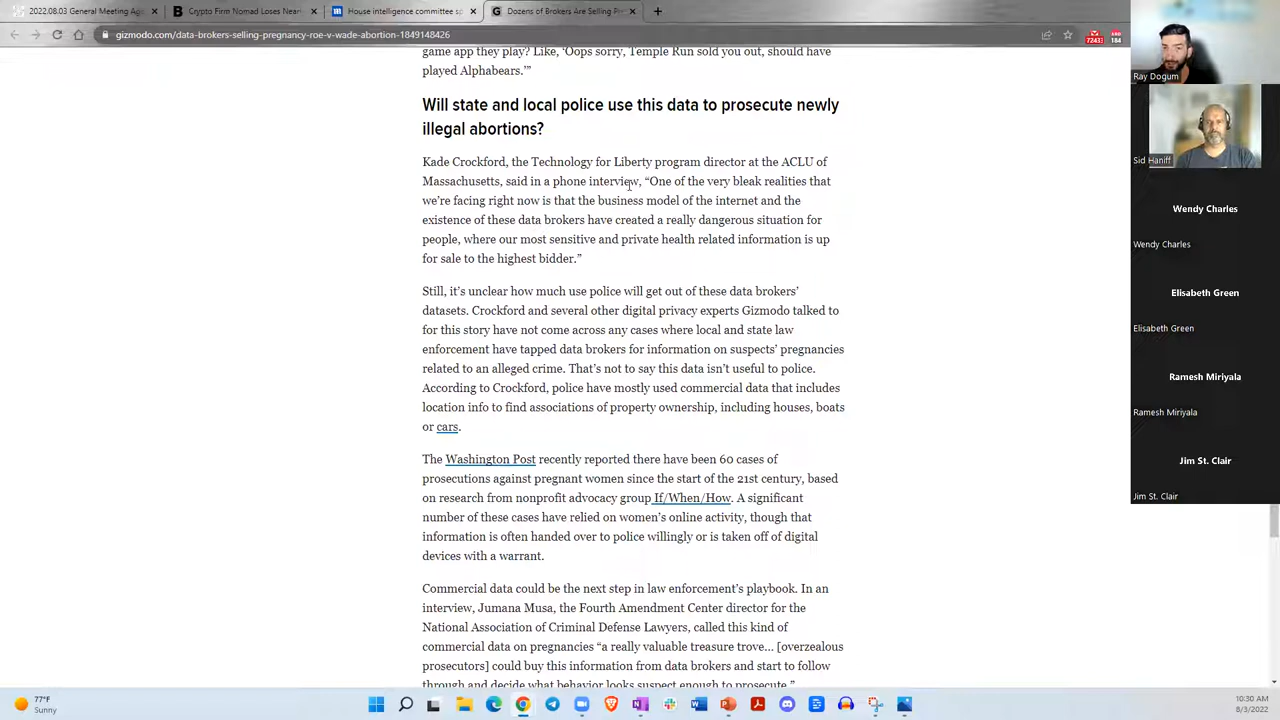 2022.08.03 General Meeting Age
Crypto Firm Nomad Loses Near
House intelligence committee sp
Dozens of Brokers Are Selling Pr
gizmodo.com/data-brokers-selling-pregnancy-roe-v-wade-abortion-1849148426
game app they play? Like, ‘Oops sorry, Temple Run sold you out, should have
played Alphabears.’”
Will state and local police use this data to prosecute newly
illegal abortions?
Kade Crockford, the Technology for Liberty program director at the ACLU of
Massachusetts, said in a phone interview, “One of the very bleak realities that
we’re facing right now is that the business model of the internet and the
existence of these data brokers have created a really dangerous situation for
people, where our most sensitive and private health related information is up
for sale to the highest bidder.”
Still, it’s unclear how much use police will get out of these data brokers’
datasets. Crockford and several other digital privacy experts Gizmodo talked to
for this story have not come across any cases where local and state law
enforcement have tapped data brokers for information on suspects’ pregnancies
related to an alleged crime. That’s not to say this data isn’t useful to police.
According to Crockford, police have mostly used commercial data that includes
location info to find associations of property ownership, including houses, boats
or cars.
The Washington Post recently reported there have been 60 cases of
prosecutions against pregnant women since the start of the 21st century, based
on research from nonprofit advocacy group If/When/How. A significant
number of these cases have relied on women’s online activity, though that
information is often handed over to police willingly or is taken off of digital
devices with a warrant.
Commercial data could be the next step in law enforcement’s playbook. In an
interview, Jumana Musa, the Fourth Amendment Center director for the
National Association of Criminal Defense Lawyers, called this kind of
commercial data on pregnancies “a really valuable treasure trove... [overzealous
prosecutors] could buy this information from data brokers and start to follow
through and decide what behavior looks suspect enough to prosecute.”
Ray Dogum
Sid Haniff
Wendy Charles
Wendy Charles
Elisabeth Green
Elisabeth Green
Ramesh Miriyala
Ramesh Miriyala
Jim St. Clair
Jim St. Clair
77°F
Sunny
10:30 AM
8/3/2022